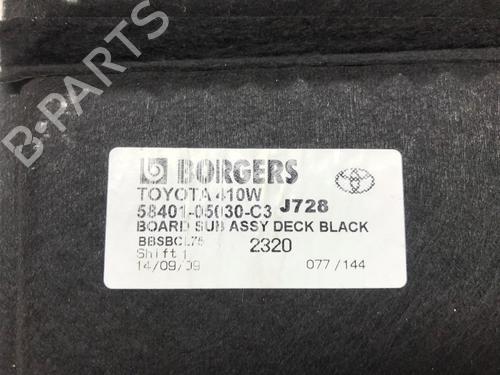 B-PARTS
BORGERS
TOYOTA 410W
58401-05030-C3 J728
BOARD SUB ASSY DECK BLACK
BBSBCL75 2320
Shift 1
14/09/09 077/144